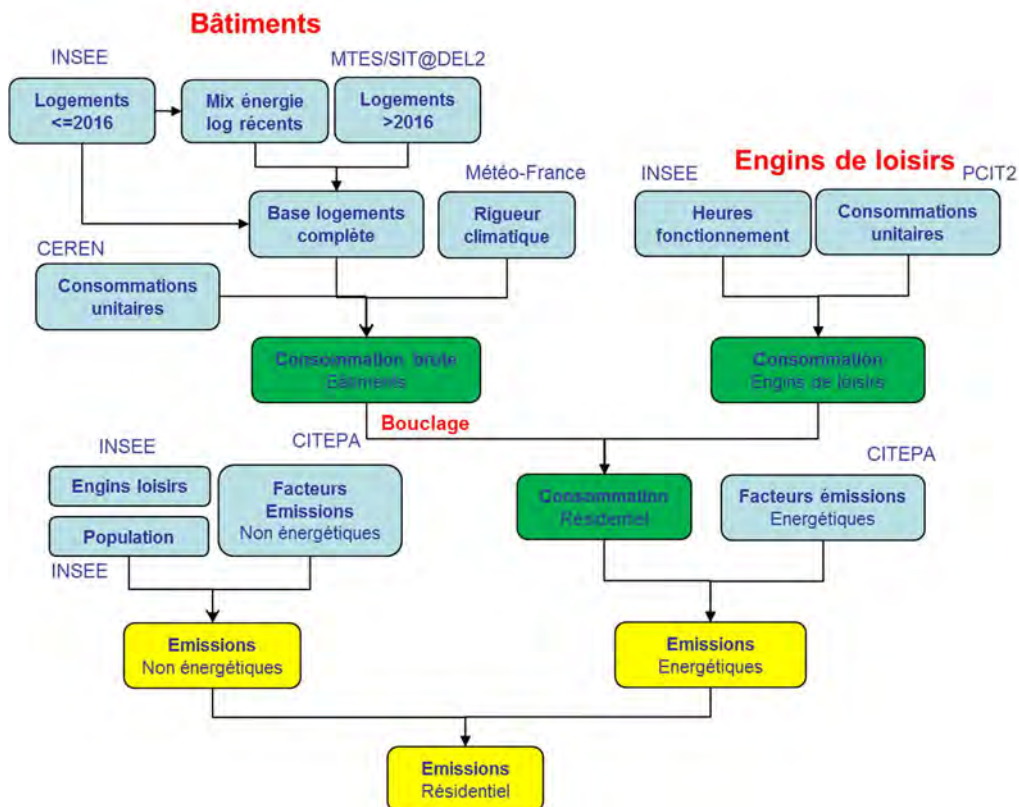 Bâtiments
INSEE
MTES/SIT@DEL2
Logements
<=2016
Mix énergie
log récents
Logements
>2016
Engins de loisirs
Météo-France
INSEE
PCIT2
Base logements
complète
Rigueur
climatique
Heures
fonctionnement
Consommations
unitaires
CEREN
Consommations
unitaires
Consommation brute
Bâtiments
Consommation
Engins de loisirs
Bouclage
INSEE
CITEPA
CITEPA
Engins loisirs
Facteurs
Emissions
Non énergétiques
Population
INSEE
Consommation
Résidentiel
Facteurs émissions
Energétiques
Emissions
Non énergétiques
Emissions
Energétiques
Emissions
Résidentiel